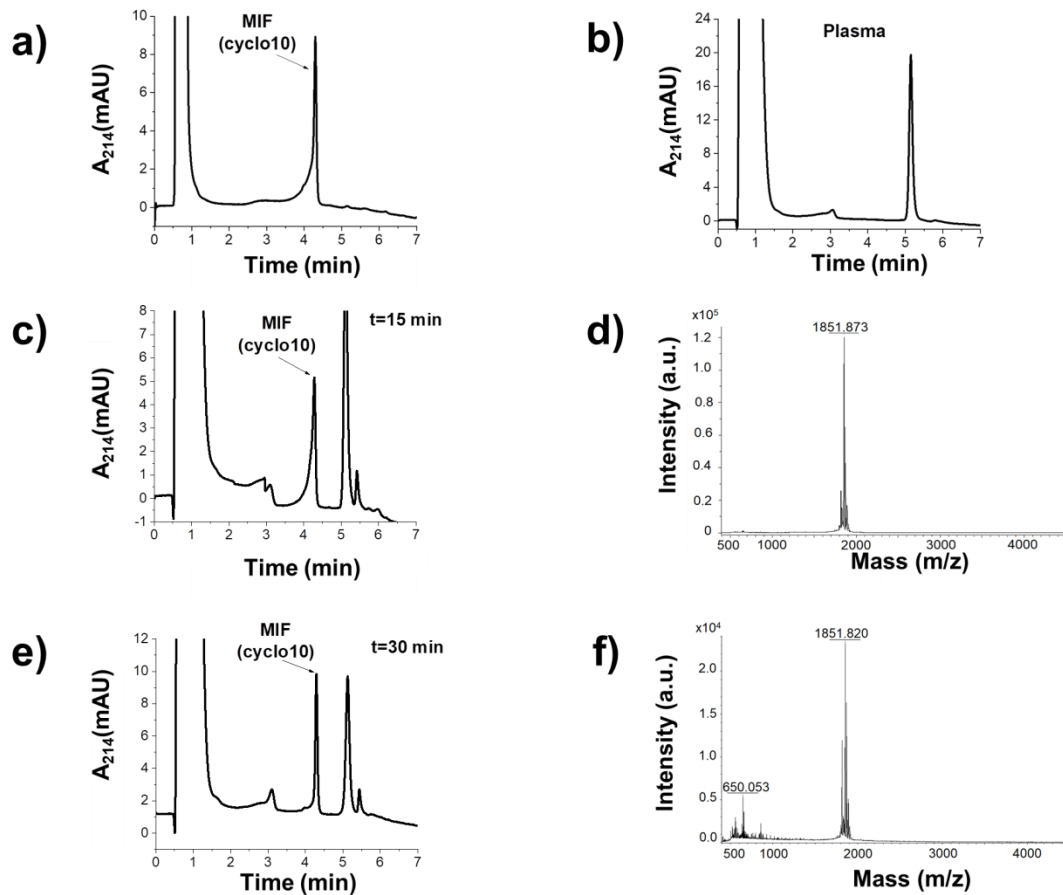 a)
MIF
(cyclo10)
A214(mAU)
10
8
6
4
2
0
0 1 2 3 4 5 6 7
Time (min)
b)
Plasma
A214(mAU)
24
20
16
12
8
4
0
0 1 2 3 4 5 6 7
Time (min)
c)
t=15 min
MIF
(cyclo10)
A214(mAU)
8
7
6
5
4
3
2
1
0
-1
0 1 2 3 4 5 6 7
Time (min)
d)
x10^5
1851.873
Intensity (a.u.)
1.2
1.0
0.8
0.6
0.4
0.2
0
500 1000 2000 3000 4000
Mass (m/z)
e)
MIF
(cyclo10)
t=30 min
A214(mAU)
12
10
8
6
4
2
0
0 1 2 3 4 5 6 7
Time (min)
f)
x10^4
1851.820
Intensity (a.u.)
2.0
1.5
1.0
0.5
0.0
650.053
500 1000 2000 3000 4000
Mass (m/z)